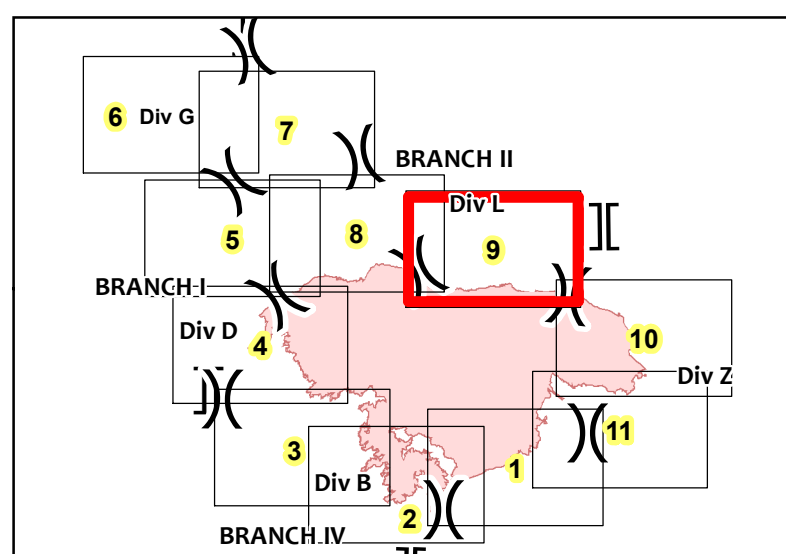 6
Div G
7
BRANCH II
Div L
5
8
9
BRANCH I
Div D
4
10
Div Z
11
3
1
Div B
2
BRANCH IV